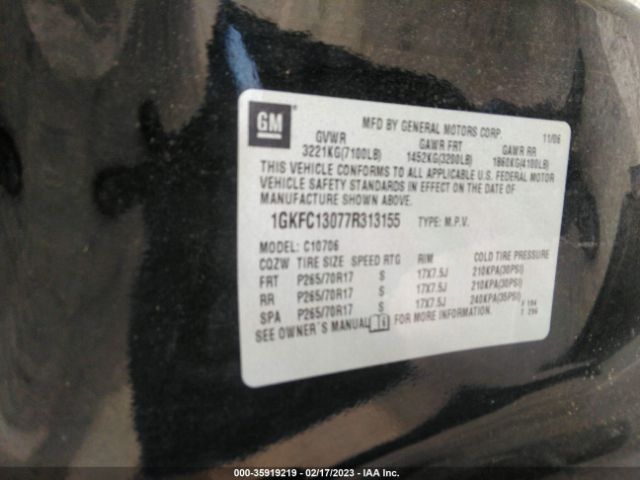 GM
MFD BY GENERAL MOTORS CORP. 11/06
GVWR GAWR FRT GAWR RR
3221KG(7100LB) 1452KG(3200LB) 1860KG(4100LB)
THIS VEHICLE CONFORMS TO ALL APPLICABLE U.S. FEDERAL MOTOR
VEHICLE SAFETY STANDARDS IN EFFECT ON THE DATE OF
MANUFACTURE SHOWN ABOVE.
1GKFC13077R313155 TYPE: M.P.V.
MODEL: C10706
CQZW TIRE SIZE SPEED RTG RIM COLD TIRE PRESSURE
FRT P265/70R17 S 17X7.5J 210KPA(30PSI)
RR P265/70R17 S 17X7.5J 210KPA(30PSI)
SPA P265/70R17 S 17X7.5J 240KPA(35PSI)
SEE OWNER'S MANUAL FOR MORE INFORMATION.
000-35919219 - 02/17/2023 - IAA Inc.